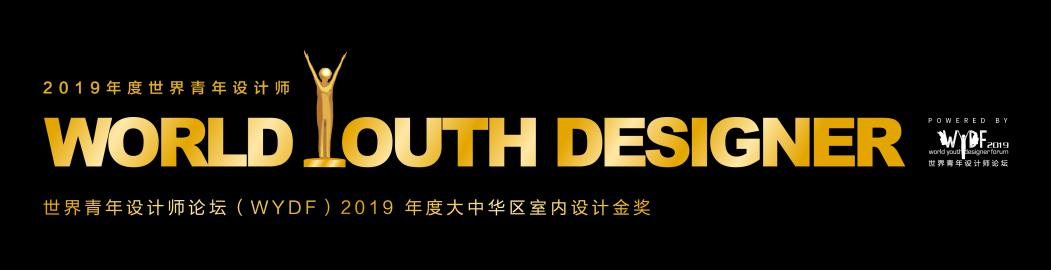 2019年度世界青年设计师
WORLD YOUTH DESIGNER
世界青年设计师论坛（WYDF）2019 年度大中华区室内设计金奖
POWERED BY
WYDF 2019
world youth designer forum
世界青年设计师论坛